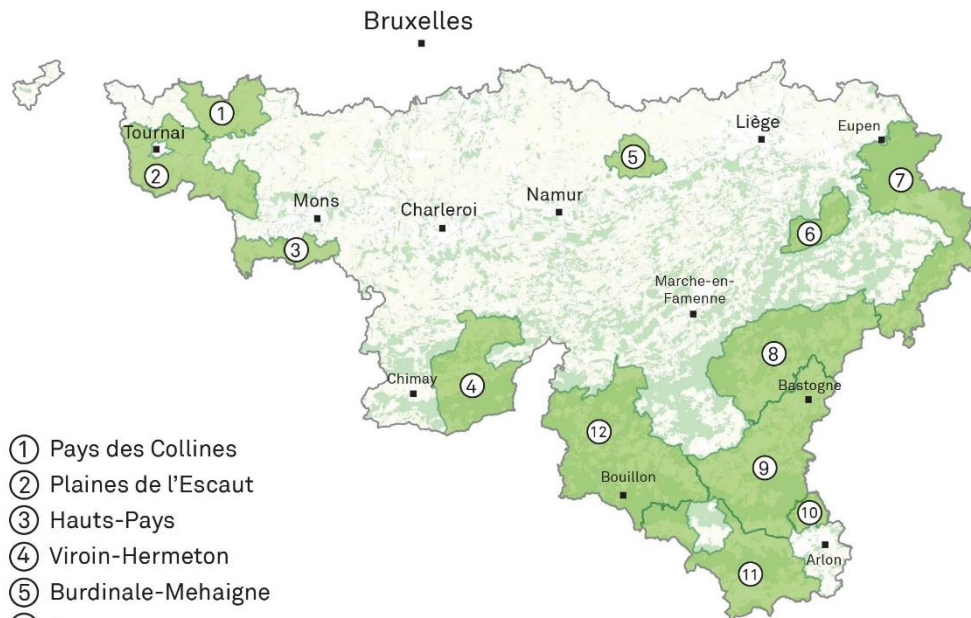 Bruxelles
1
Tournai
2
Mons
3
Charleroi
Namur
5
Liège
Eupen
7
6
Marche-en-
Famenne
8
Bastogne
Chimay
4
12
9
Bouillon
10
Arlon
11
1 Pays des Collines
2 Plaines de l'Escaut
3 Hauts-Pays
4 Viroin-Hermeton
5 Burdinale-Mehaigne